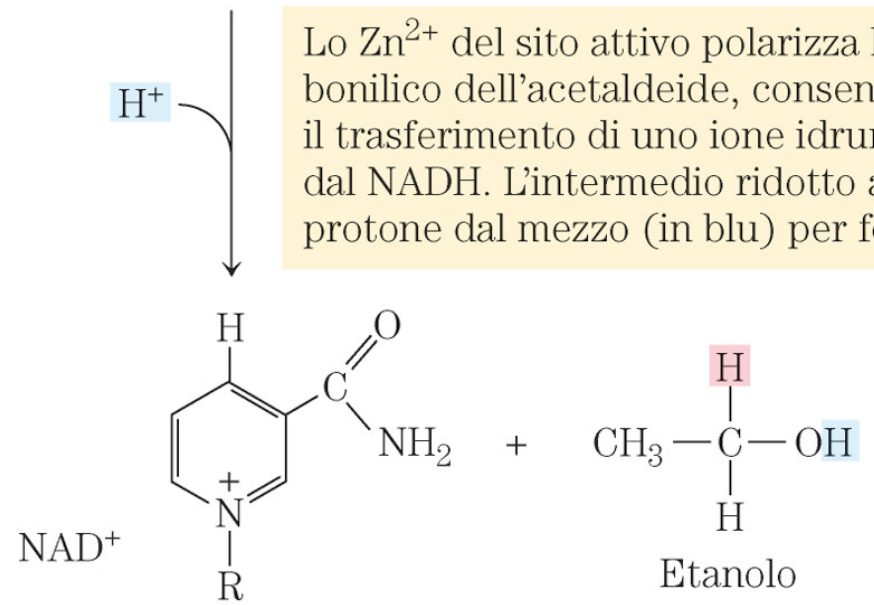 Lo Zn²⁺ del sito attivo polarizza
bonilico dell'acetaldeide, consen
il trasferimento di uno ione idru
dal NADH. L'intermedio ridotto
protone dal mezzo (in blu) per
H⁺
H
O
C
NH₂
+
N
R
NAD⁺
+
H
CH₃—C—OH
H
Etanolo